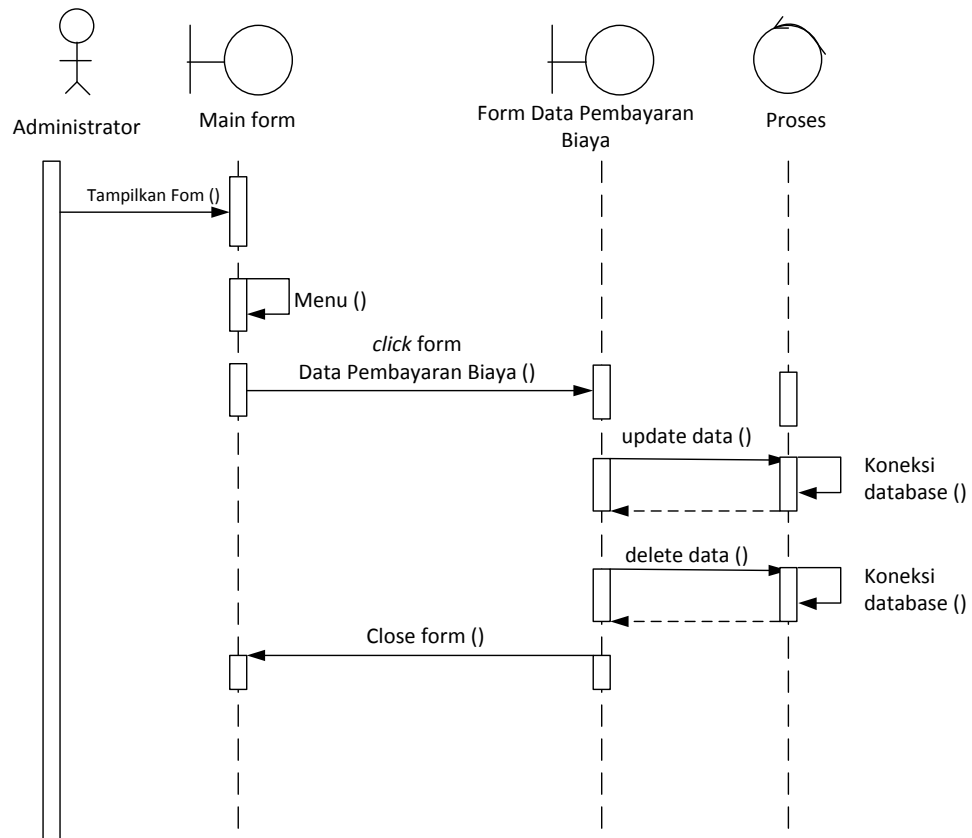 Administrator
Main form
Form Data Pembayaran
Biaya
Proses
Tampilkan Fom ()
Menu ()
click form
Data Pembayaran Biaya ()
update data ()
Koneksi
database ()
delete data ()
Koneksi
database ()
Close form ()